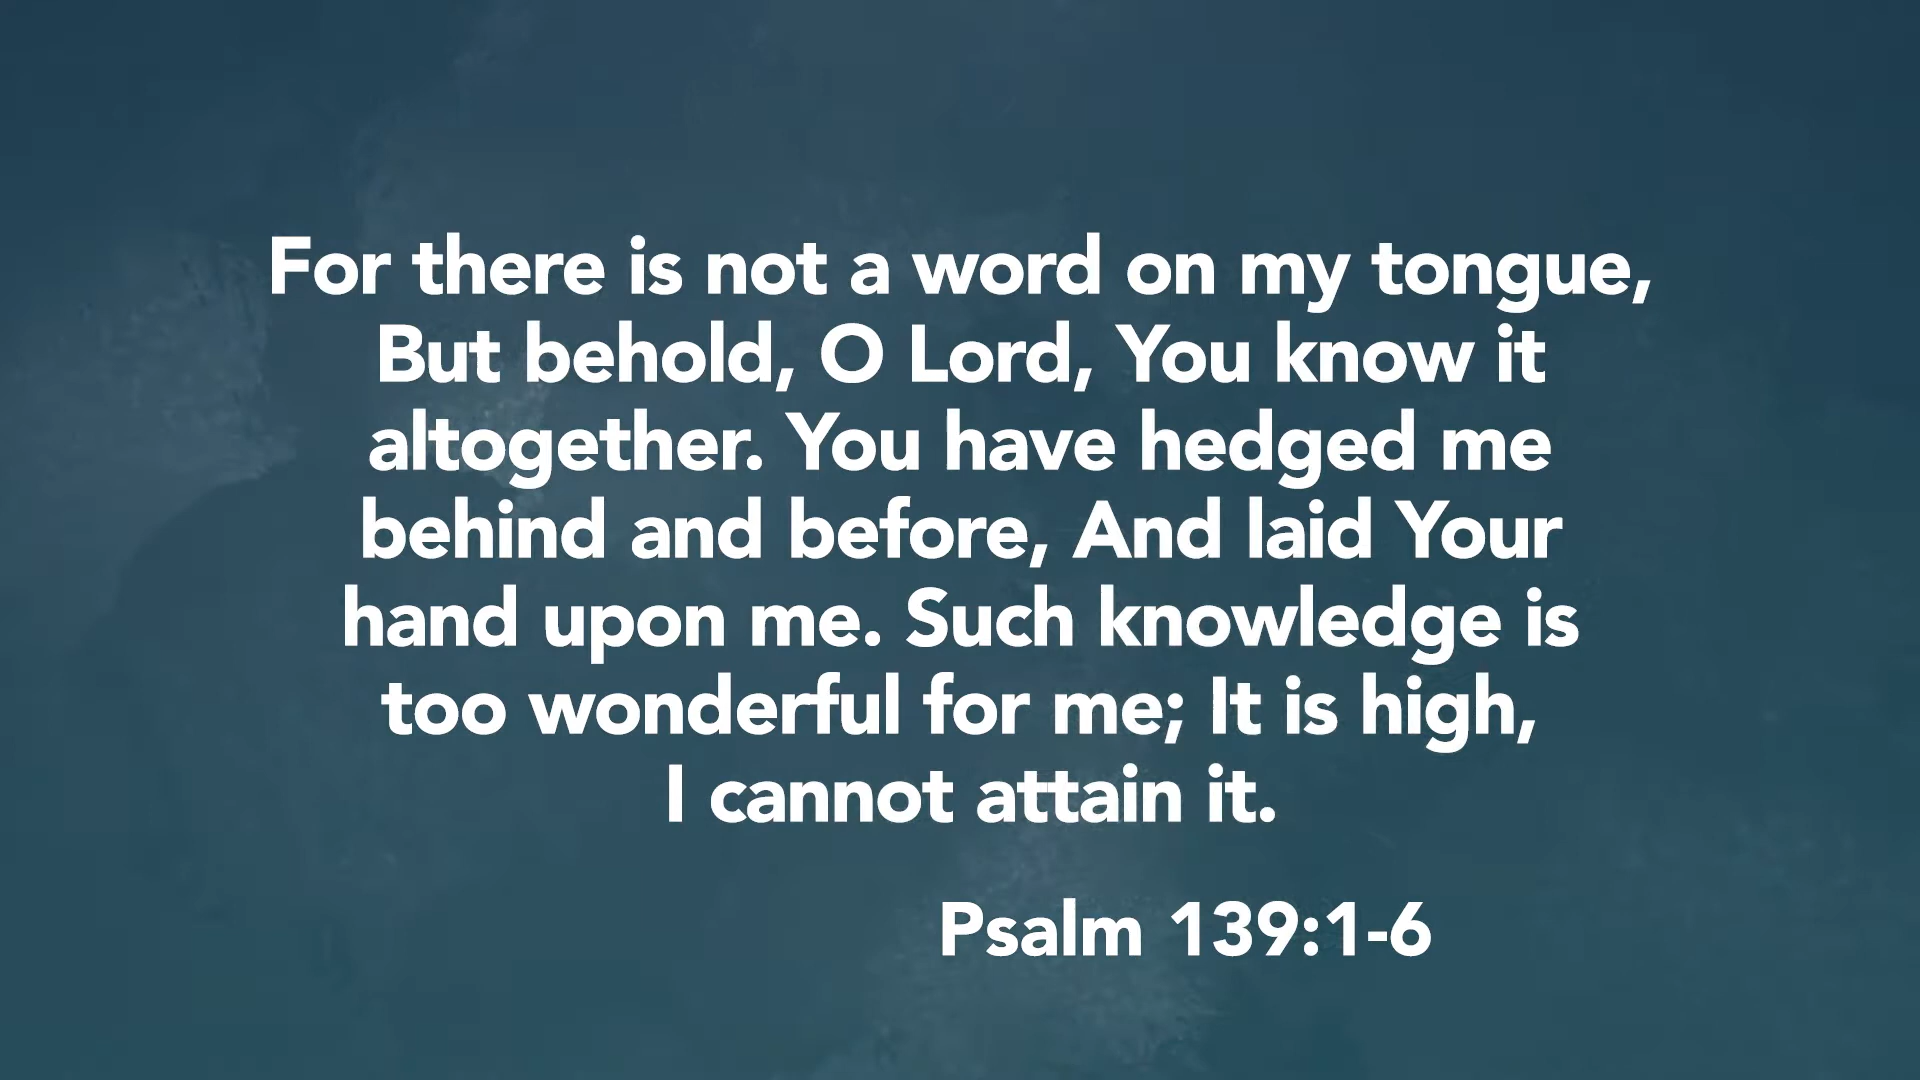 For there is not a word on my tongue,
But behold, O Lord, You know it
altogether. You have hedged me
behind and before, And laid Your
hand upon me. Such knowledge is
too wonderful for me; It is high,
I cannot attain it.
Psalm 139:1-6